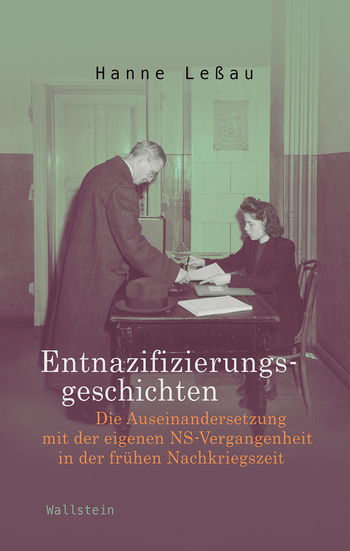 Hanne Leßau
Entnazifizierungs-
geschichten
Die Auseinandersetzung
mit der eigenen NS-Vergangenheit
in der frühen Nachkriegszeit
Wallstein